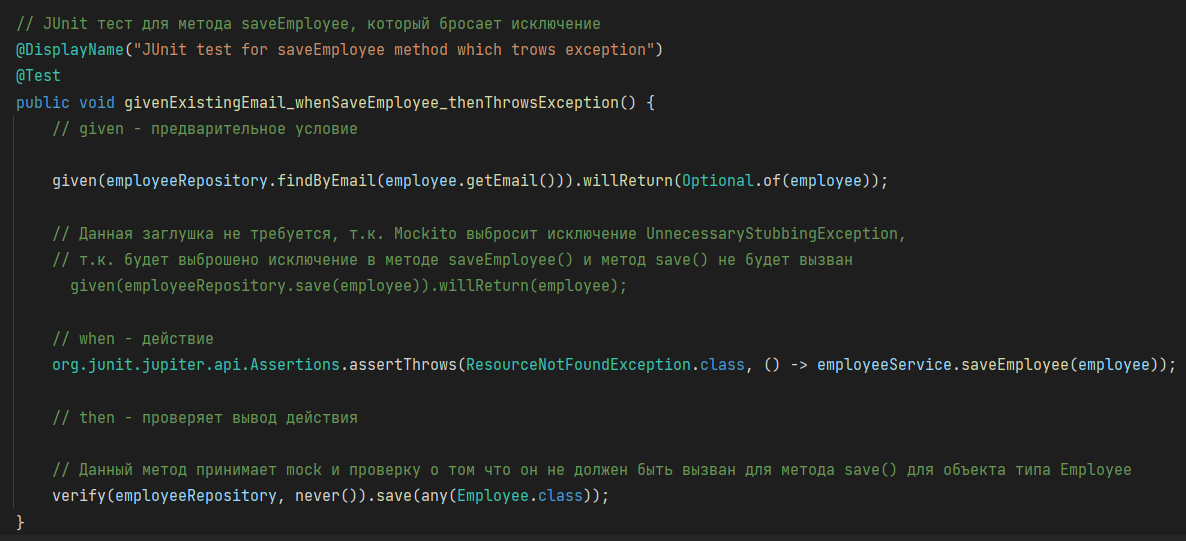 // JUnit тест для метода saveEmployee, который бросает исключение
@DisplayName("JUnit test for saveEmployee method which trows exception")
@Test
public void givenExistingEmail_whenSaveEmployee_thenThrowsException() {
// given - предварительное условие
given(employeeRepository.findByEmail(employee.getEmail())).willReturn(Optional.of(employee));
// Данная заглушка не требуется, т.к. Mockito выбросит исключение UnnecessaryStubbingException,
// т.к. будет выброшено исключение в методе saveEmployee() и метод save() не будет вызван
given(employeeRepository.save(employee)).willReturn(employee);
// when - действие
org.junit.jupiter.api.Assertions.assertThrows(ResourceNotFoundException.class, () -> employeeService.saveEmployee(employee));
// then - проверяет вывод действия
// Данный метод принимает mock и проверку о том что он не должен быть вызван для метода save() для объекта типа Employee
verify(employeeRepository, never()).save(any(Employee.class));
}